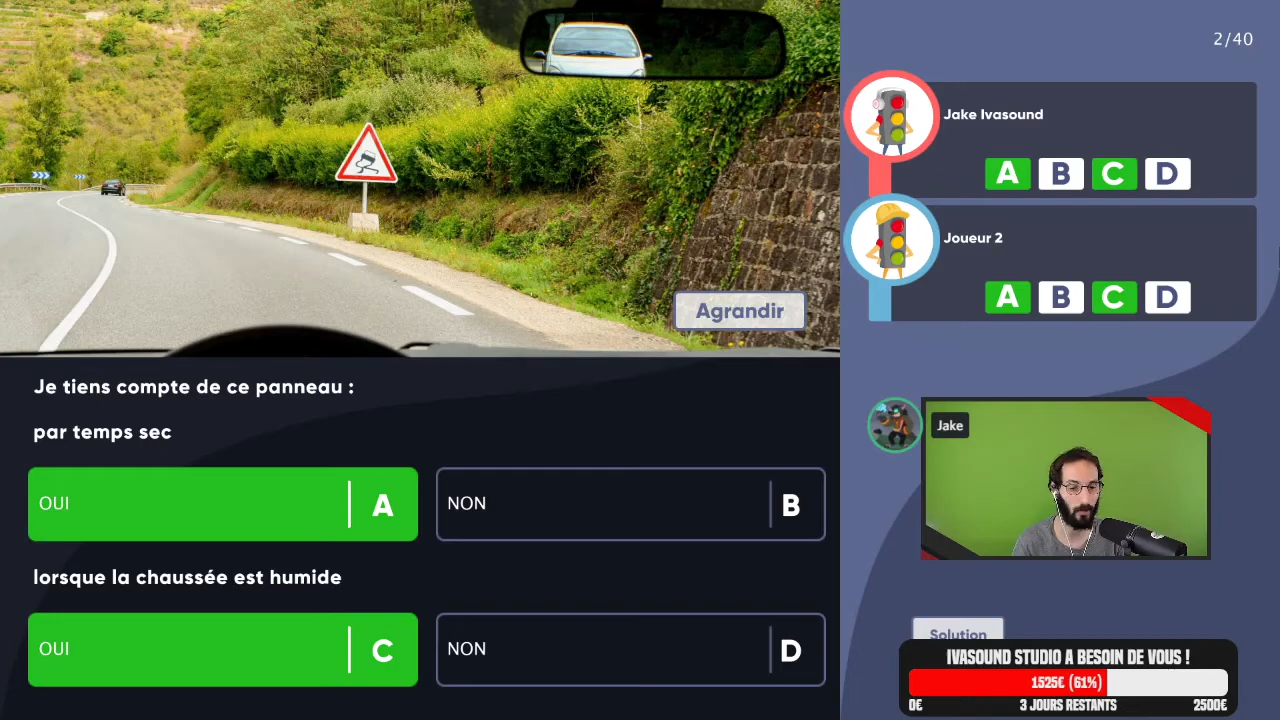 2/40
Jake Ivasound
A B C D
Joueur 2
A B C D
Agrandir
Je tiens compte de ce panneau :
par temps sec
OUI A
NON B
lorsque la chaussée est humide
OUI C
NON D
Jake
Solution
IVASOUND STUDIO A BESOIN DE VOUS !
1525€ (61%)
0€ 3 JOURS RESTANTS 2500€